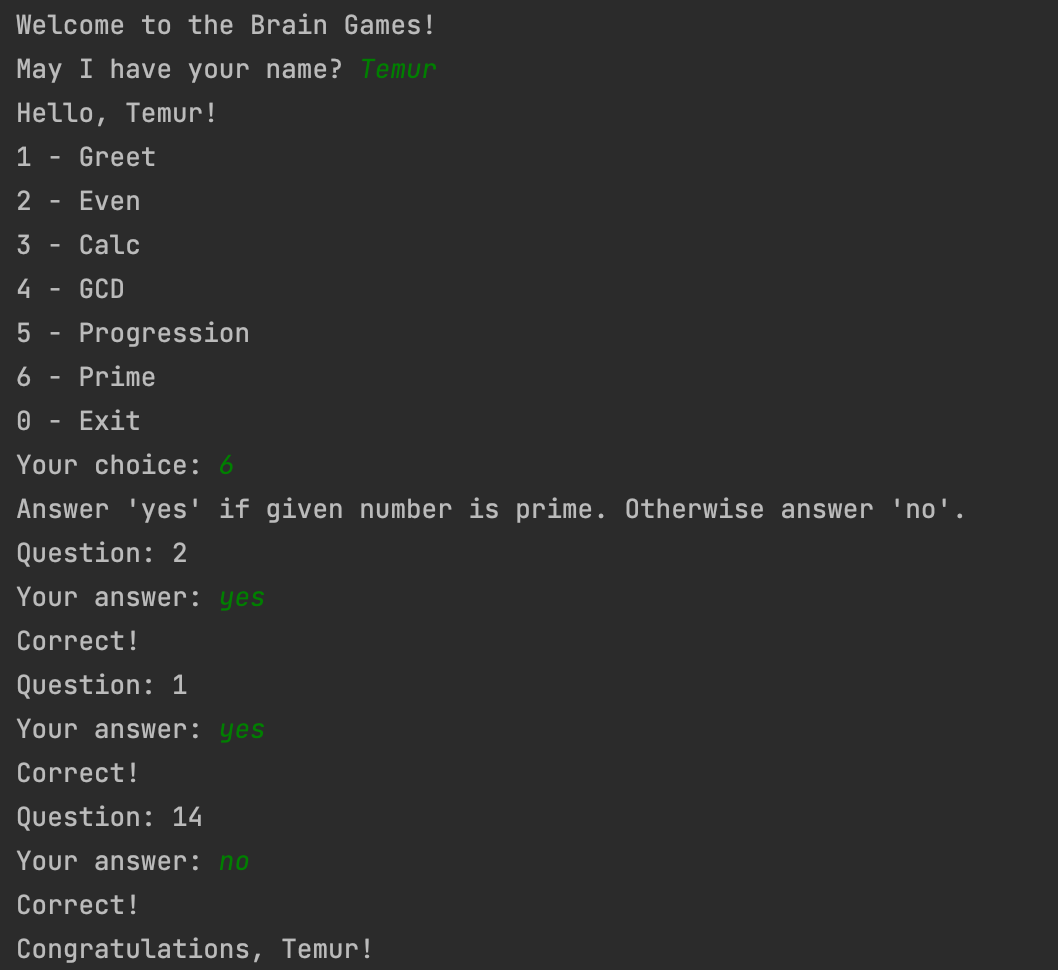 Welcome to the Brain Games!
May I have your name? Temur
Hello, Temur!
1 - Greet
2 - Even
3 - Calc
4 - GCD
5 - Progression
6 - Prime
0 - Exit
Your choice: 6
Answer 'yes' if given number is prime. Otherwise answer 'no'.
Question: 2
Your answer: yes
Correct!
Question: 1
Your answer: yes
Correct!
Question: 14
Your answer: no
Correct!
Congratulations, Temur!